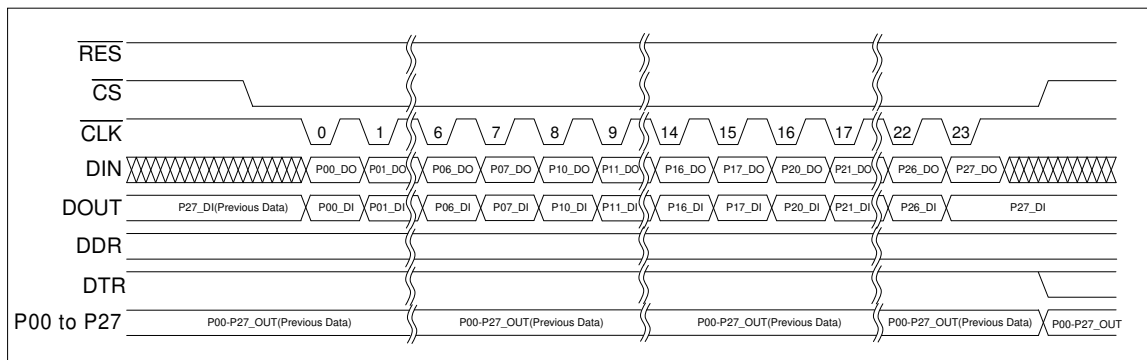 RES
CS
CLK 0 1 6 7 8 9 14 15 16 17 22 23
DIN P00_DO P01_DO P06_DO P07_DO P10_DO P11_DO P16_DO P17_DO P20_DO P21_DO P26_DO P27_DO
DOUT P27_DI(Previous Data) P00_DI P01_DI P06_DI P07_DI P10_DI P11_DI P16_DI P17_DI P20_DI P21_DI P26_DI P27_DI
DDR
DTR
P00 to P27 P00-P27_OUT(Previous Data) P00-P27_OUT(Previous Data) P00-P27_OUT(Previous Data) P00-P27_OUT(Previous Data) P00-P27_OUT